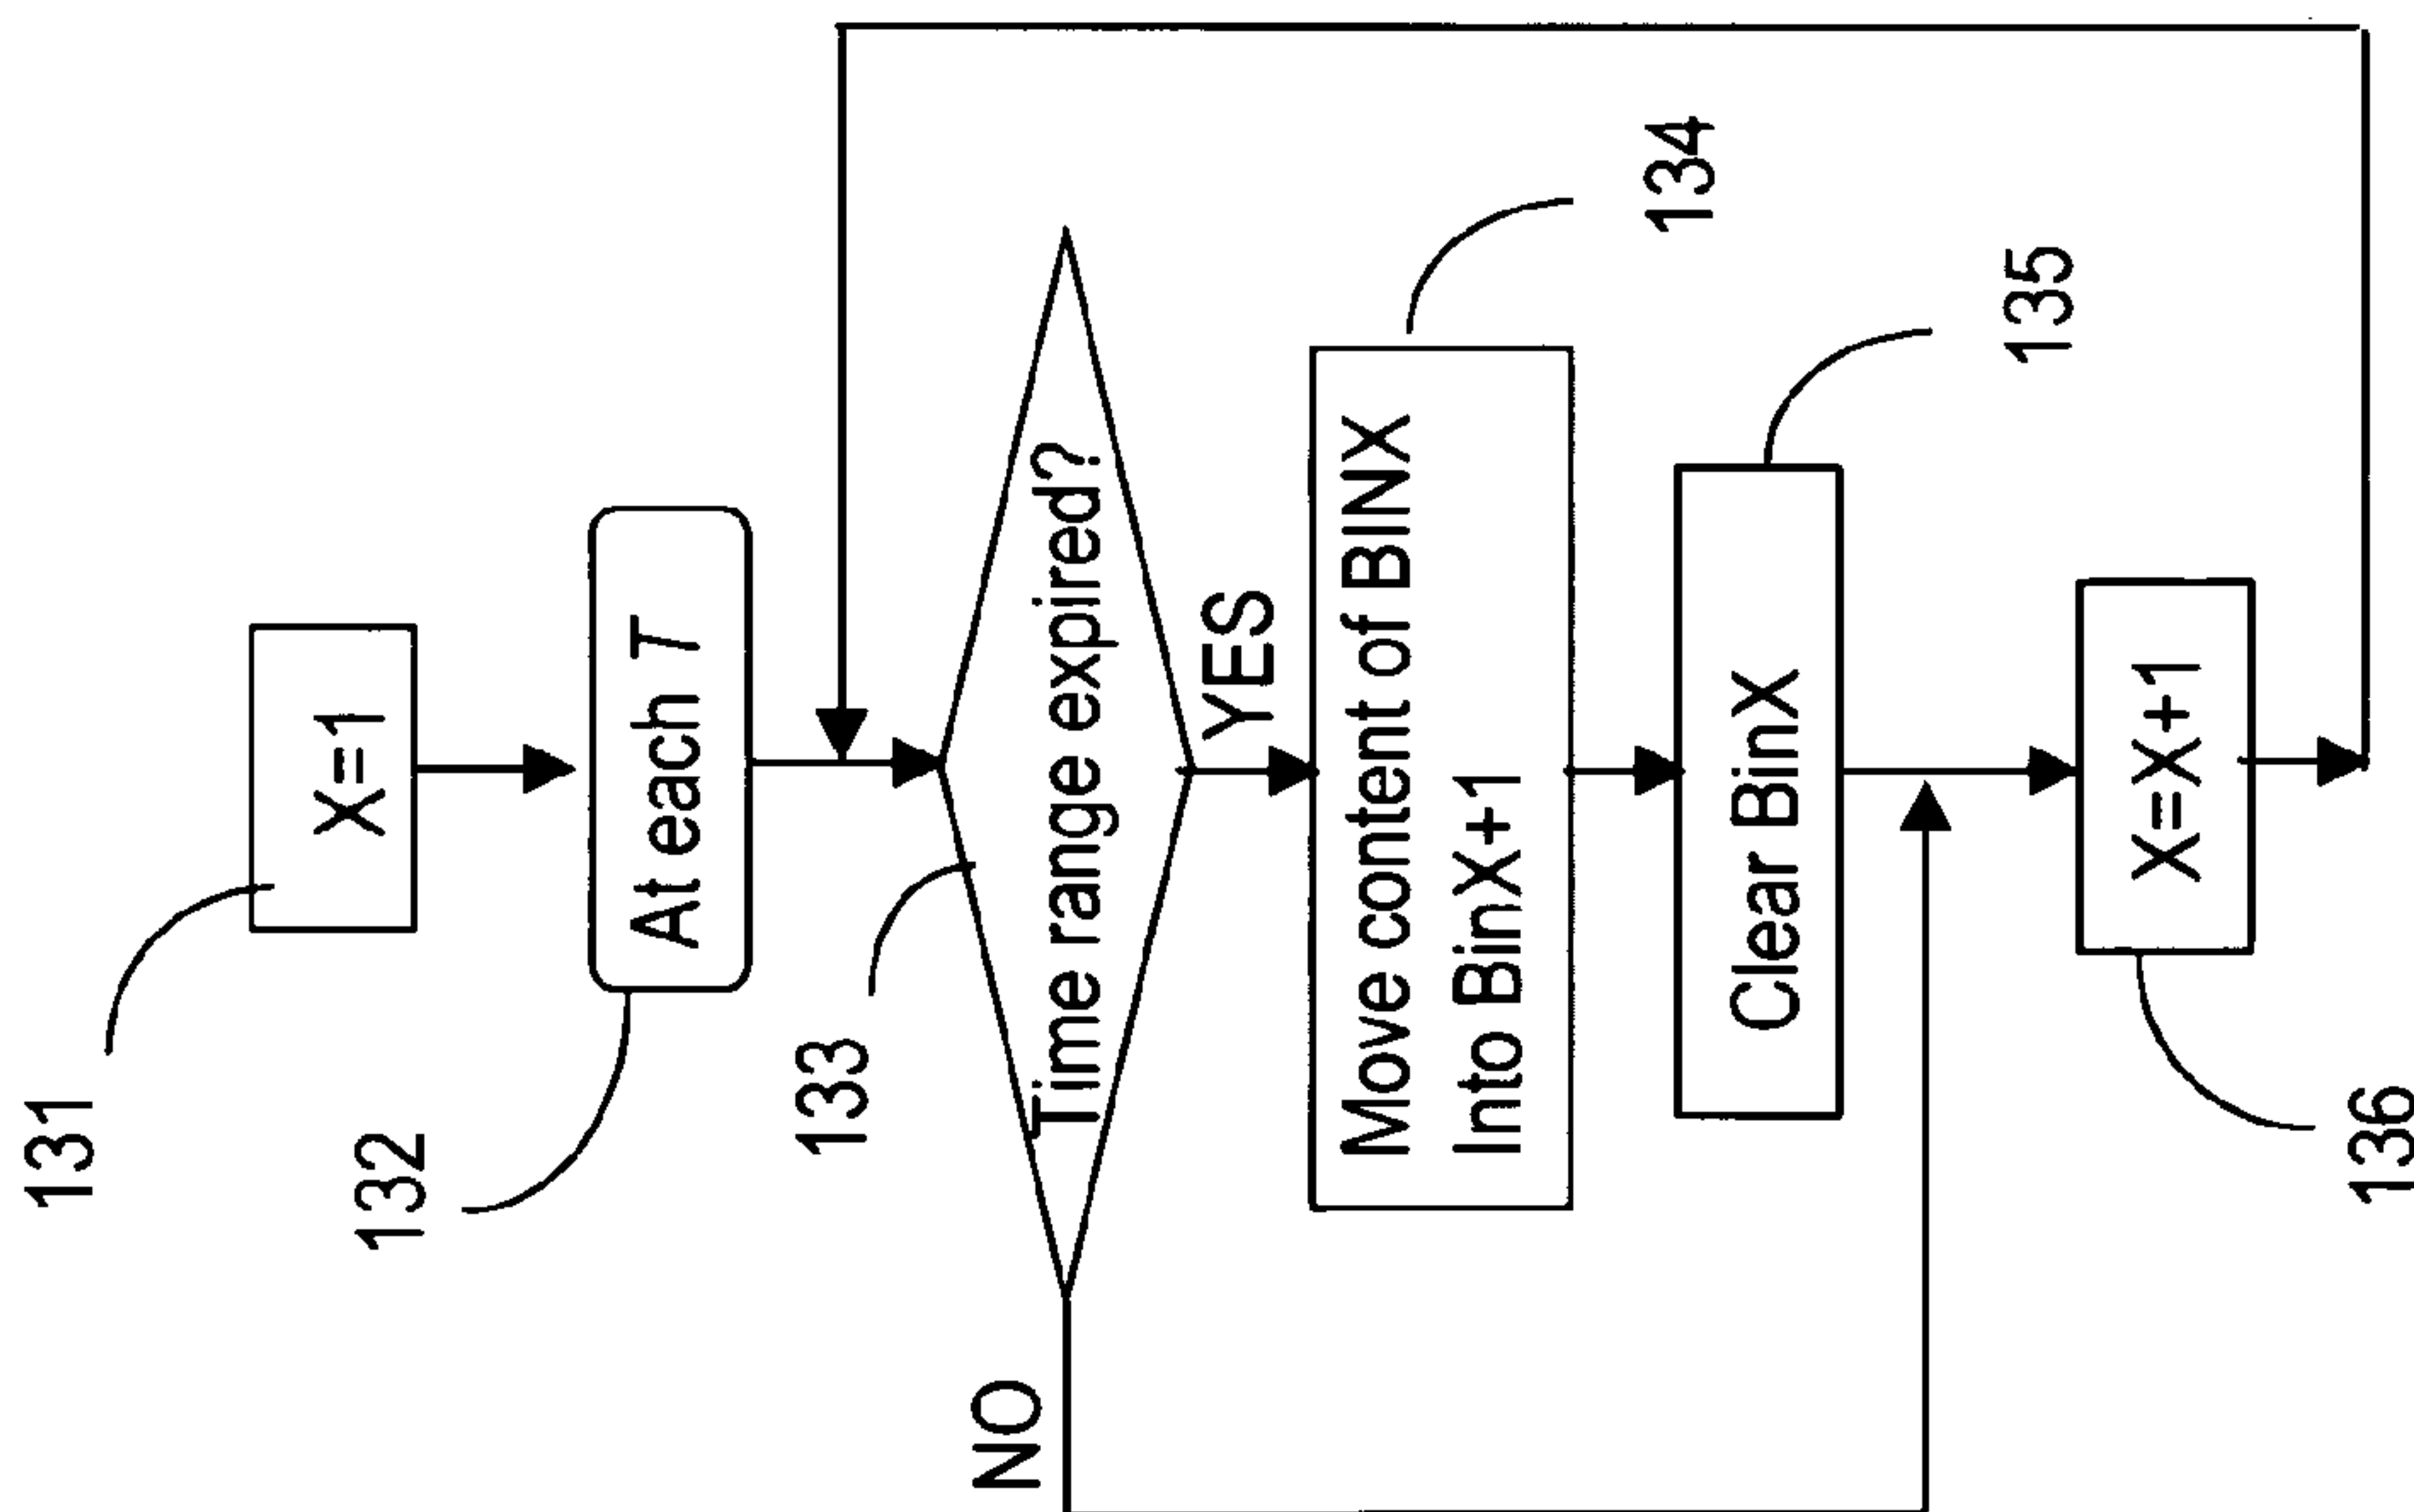 131
X=1
132
At each T
133
Time range expired?
NO
YES
134
Move content of BINX
Into BinX+1
135
Clear BinX
136
X=X+1